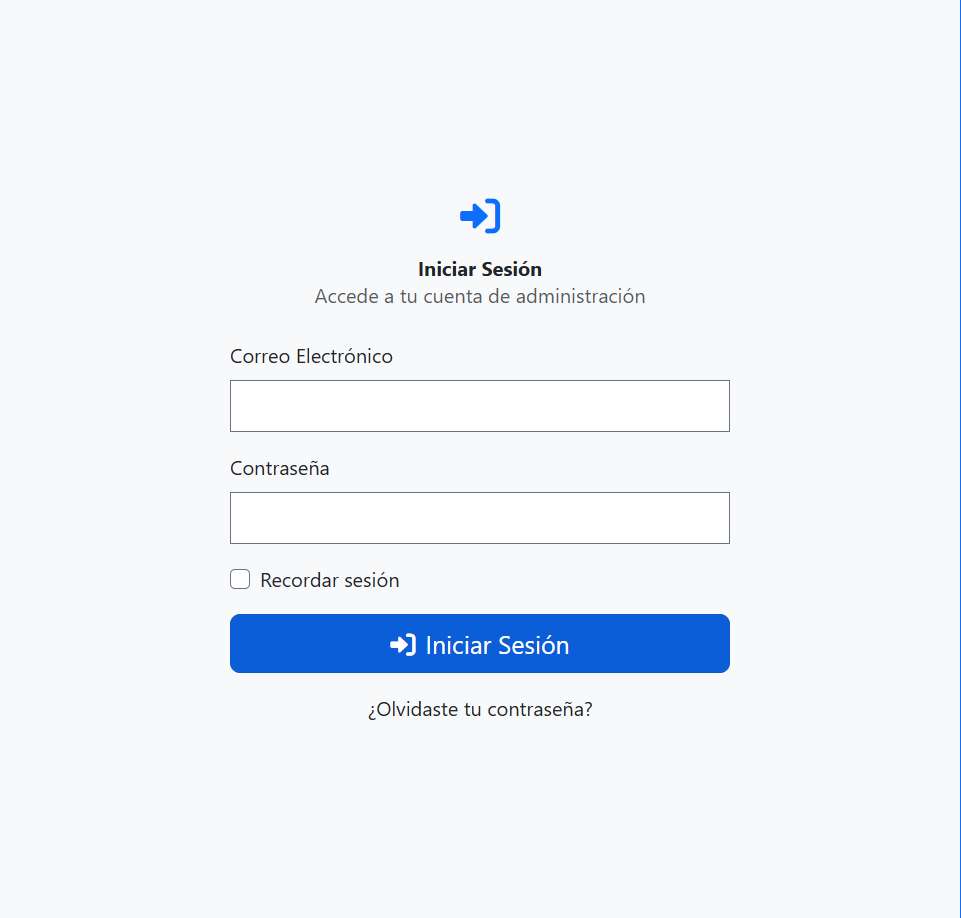 Iniciar Sesión
Accede a tu cuenta de administración
Correo Electrónico
Contraseña
Recordar sesión
Iniciar Sesión
¿Olvidaste tu contraseña?